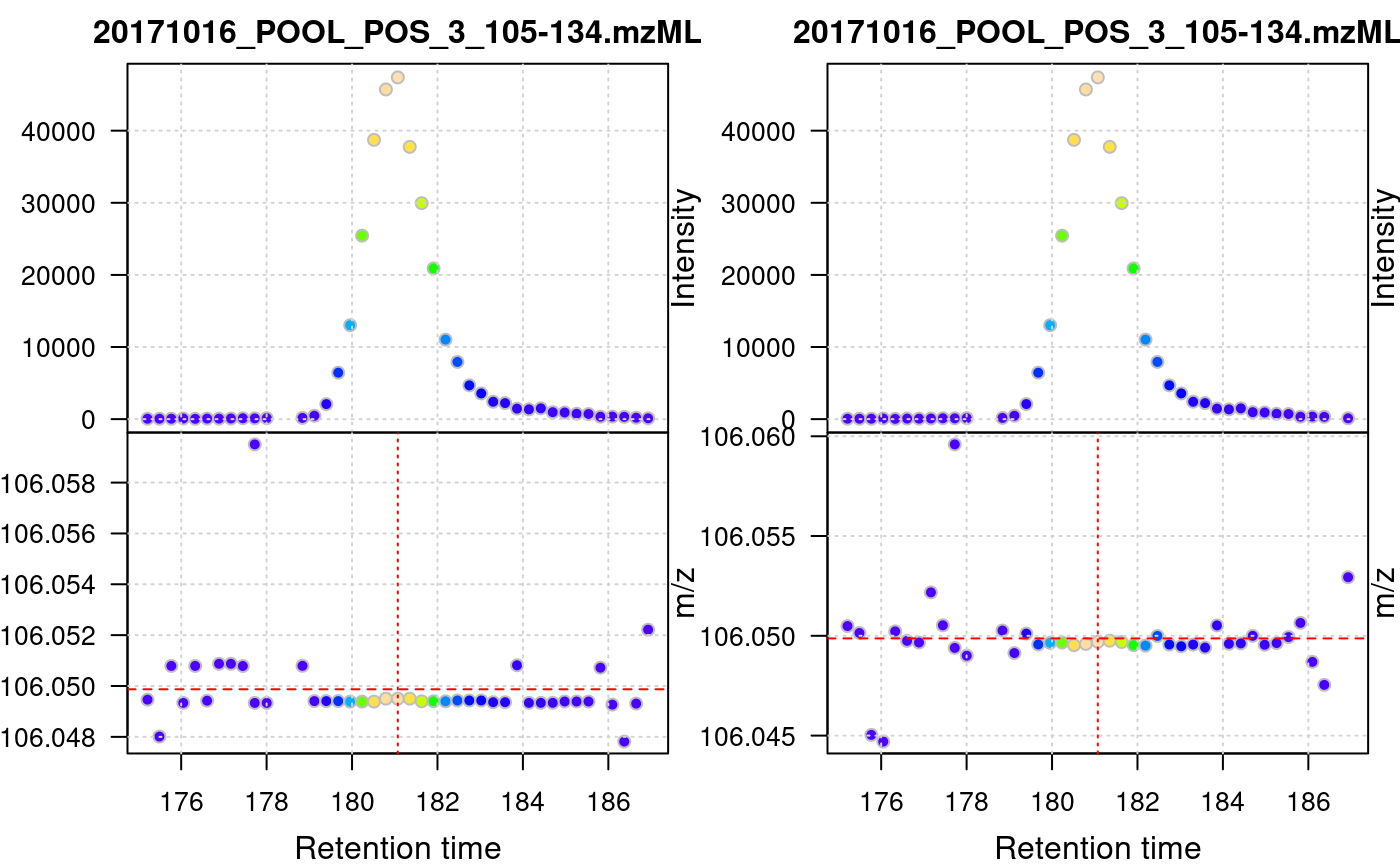 20171016_POOL_POS_3_105-134.mzML
40000
30000
20000
10000
0
Intensity
106.058
106.056
106.054
106.052
106.050
106.048
m/z
176 178 180 182 184 186
Retention time
20171016_POOL_POS_3_105-134.mzML
40000
30000
20000
10000
0
Intensity
106.060
106.055
106.050
106.045
m/z
176 178 180 182 184 186
Retention time